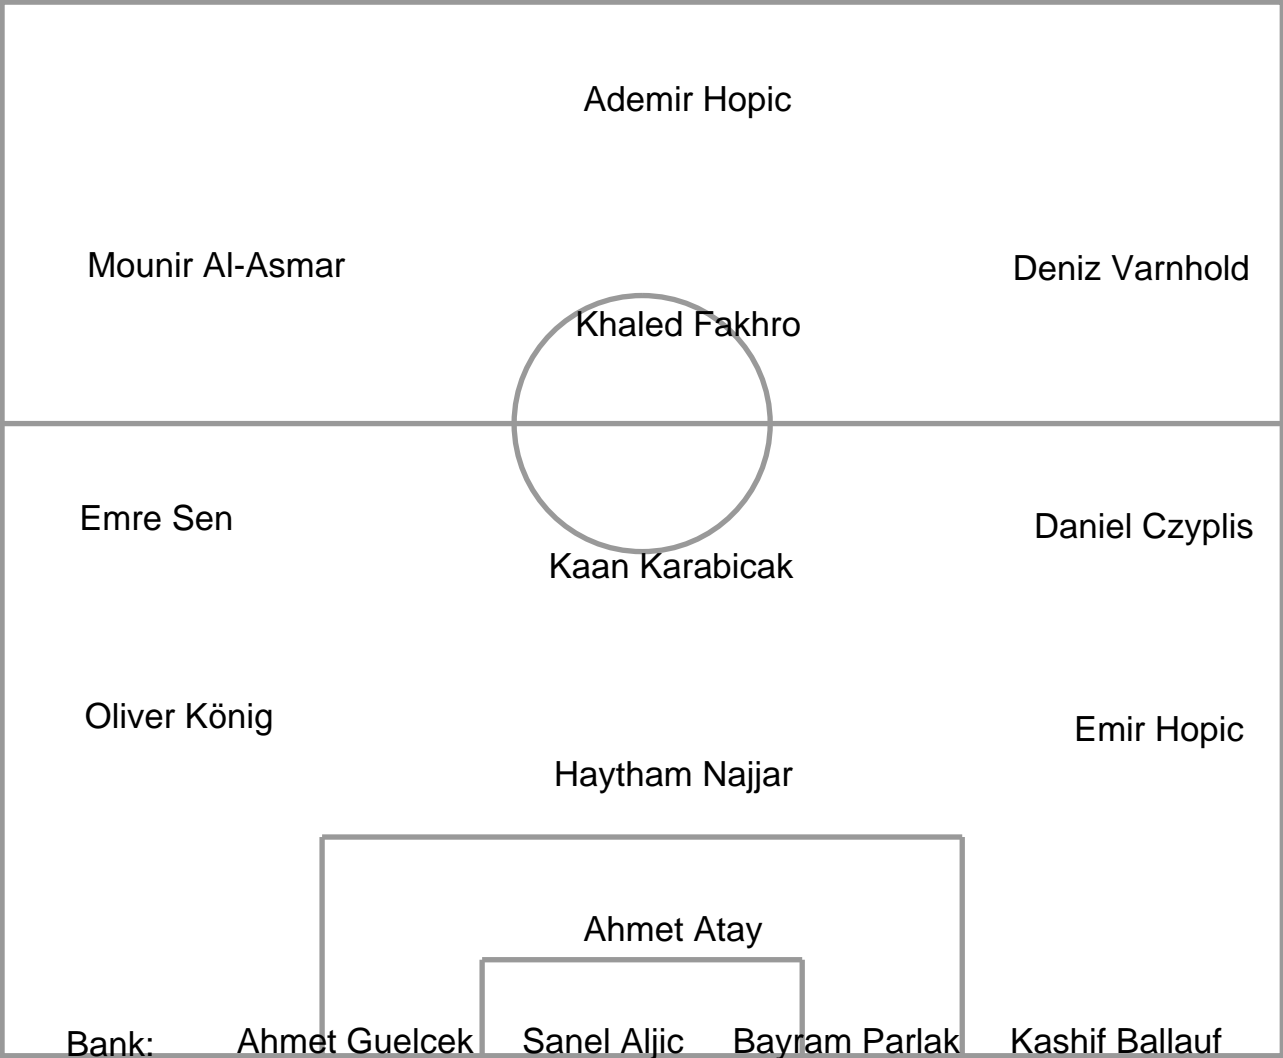 Ademir Hopic
Mounir Al-Asmar
Deniz Varnhold
Khaled Fakhro
Emre Sen
Daniel Czyplis
Kaan Karabicak
Oliver König
Emir Hopic
Haytham Najjar
Ahmet Atay
Bank: Ahmet Guelcek Sanel Aljic Bayram Parlak Kashif Ballauf